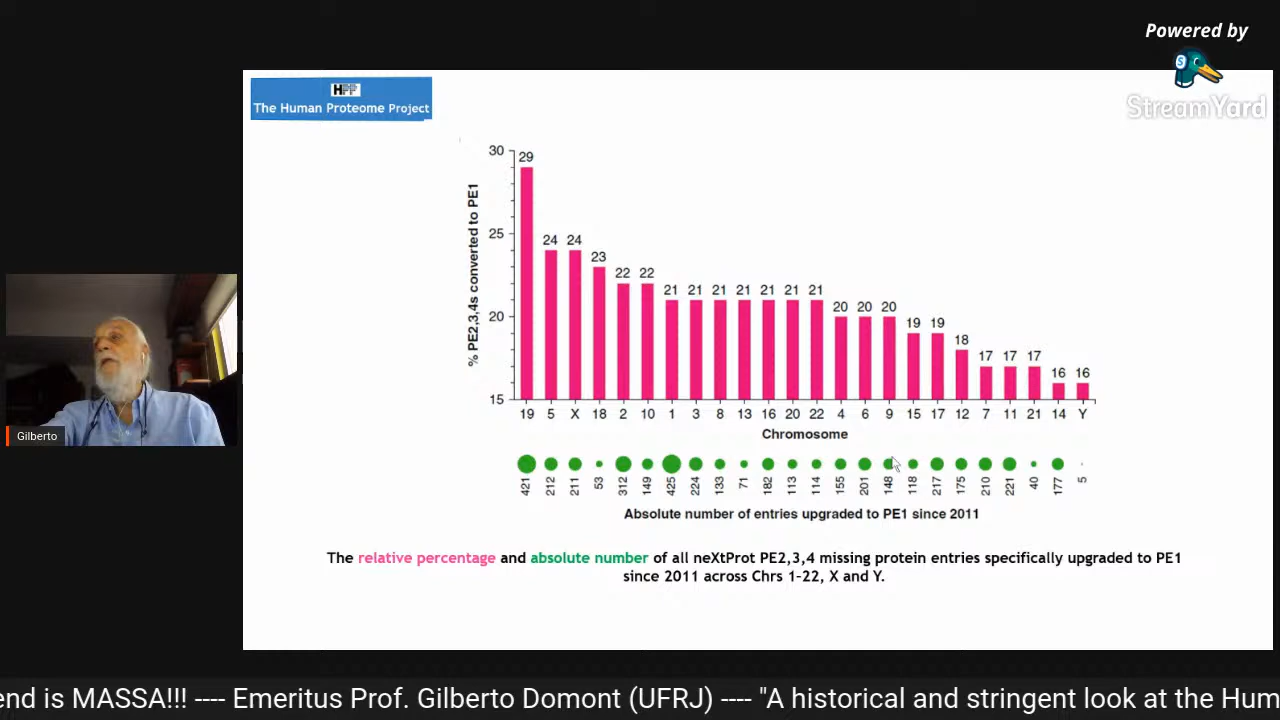 Powered by
StreamYard
HPP
The Human Proteome Project
% PE2,3,4s converted to PE1
30
25
20
15
29 24 24 23 22 22 21 21 21 21 21 21 21 20 20 20 19 19 18 17 17 17 16 16
19 5 X 18 2 10 1 3 8 13 16 20 22 4 6 9 15 17 12 7 11 21 14 Y
Chromosome
421 212 211 53 312 149 425 224 133 71 182 113 114 155 201 148 118 217 175 210 221 40 177 5
Absolute number of entries upgraded to PE1 since 2011
The relative percentage and absolute number of all neXtProt PE2,3,4 missing protein entries specifically upgraded to PE1
since 2011 across Chrs 1-22, X and Y.
Gilberto
end is MASSA!!! ---- Emeritus Prof. Gilberto Domont (UFRJ) ---- "A historical and stringent look at the Hum